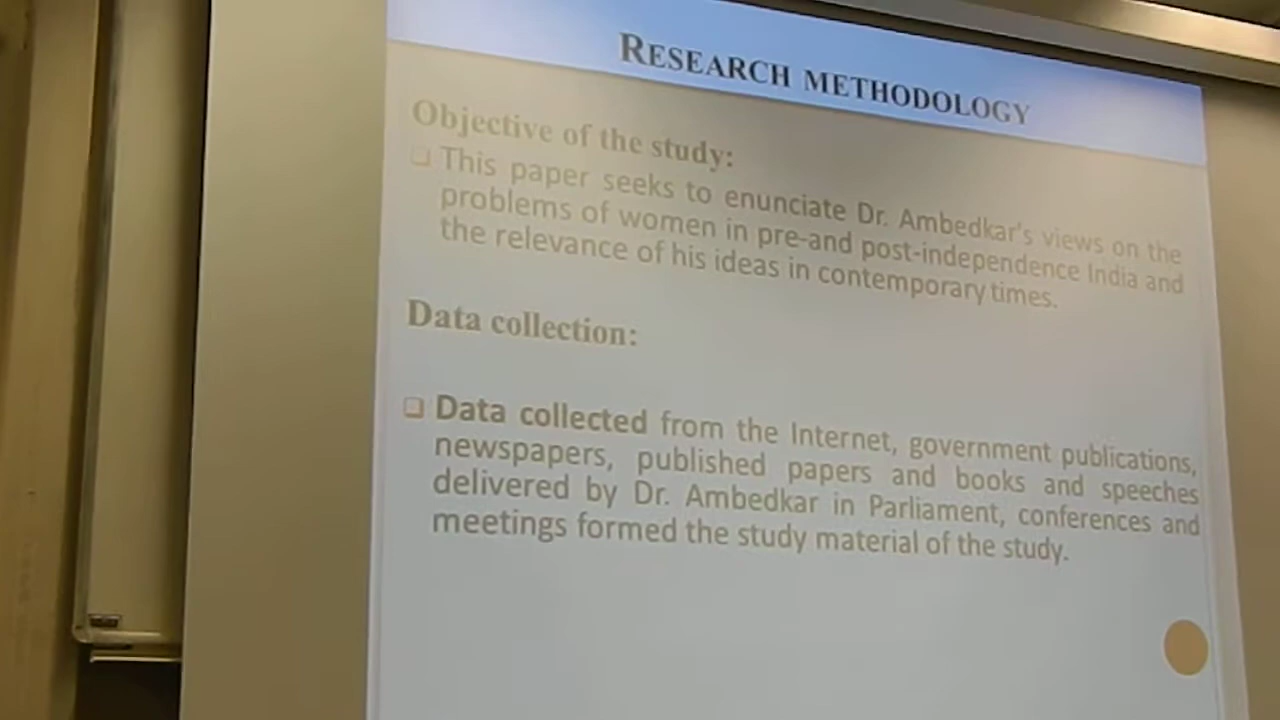 RESEARCH METHODOLOGY
Objective of the study:
This paper seeks to enunciate Dr. Ambedkar's views on the
problems of women in pre-and post-independence India and
the relevance of his ideas in contemporary times.
Data collection:
Data collected from the Internet, government publications,
newspapers, published papers and books and speeches
delivered by Dr. Ambedkar in Parliament, conferences and
meetings formed the study material of the study.